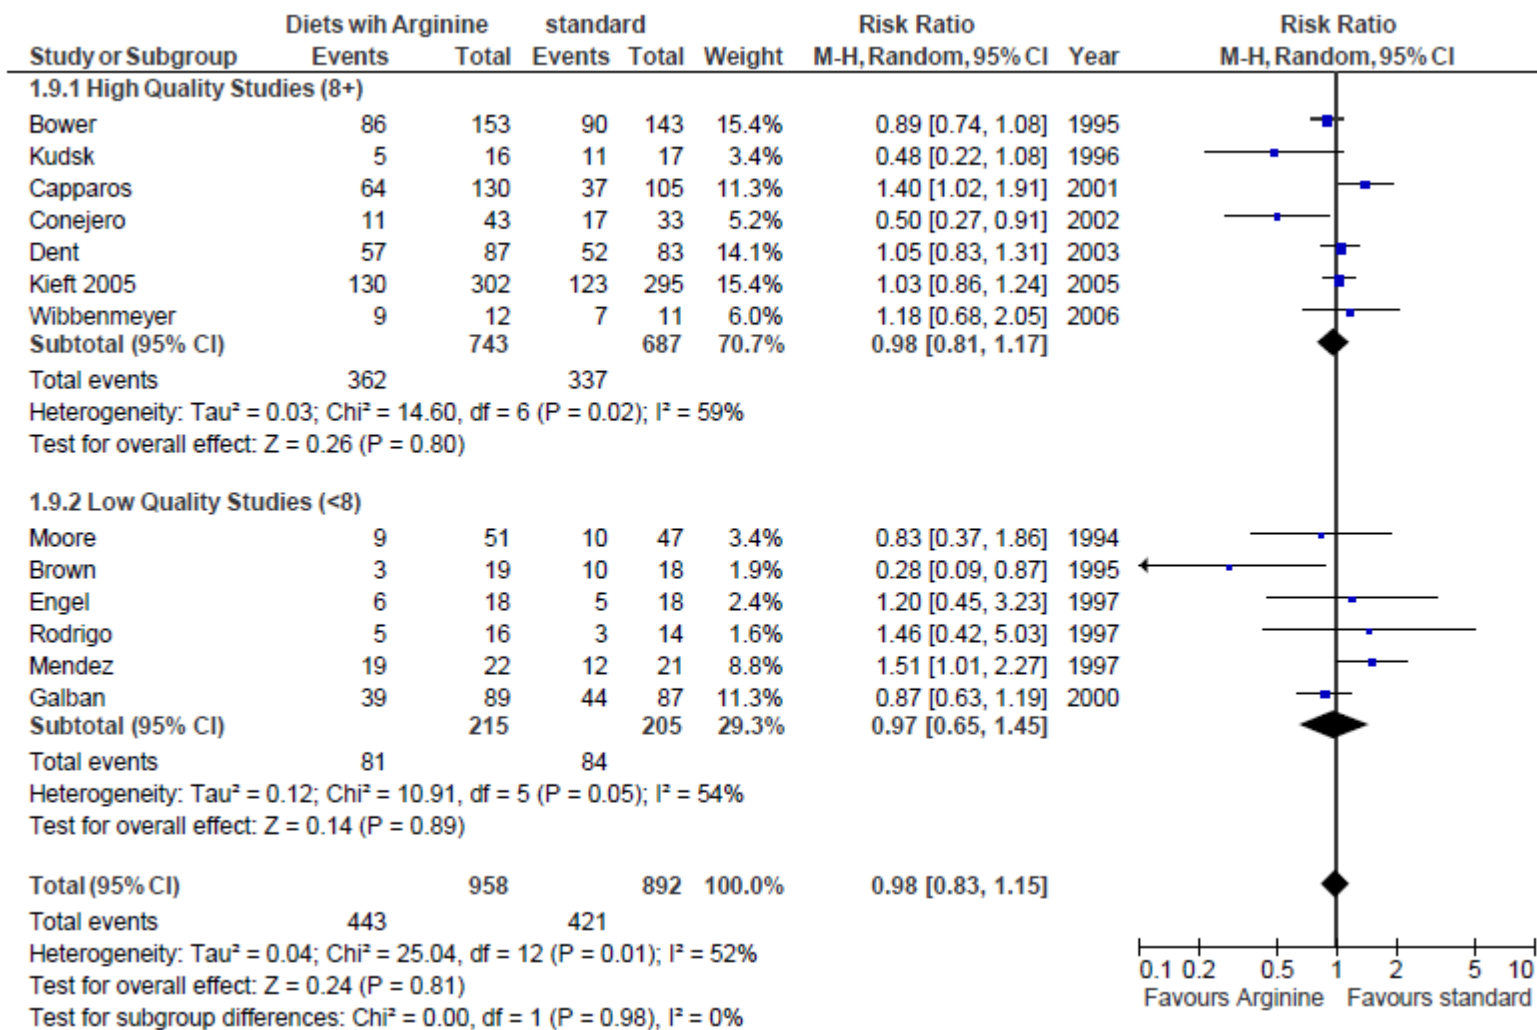 Diets wih Arginine standard Risk Ratio Risk Ratio
Study or Subgroup Events Total Events Total Weight M-H, Random, 95% CI Year M-H, Random, 95% CI
1.9.1 High Quality Studies (8+)
Bower 86 153 90 143 15.4% 0.89 [0.74, 1.08] 1995
Kudsk 5 16 11 17 3.4% 0.48 [0.22, 1.08] 1996
Capparos 64 130 37 105 11.3% 1.40 [1.02, 1.91] 2001
Conejero 11 43 17 33 5.2% 0.50 [0.27, 0.91] 2002
Dent 57 87 52 83 14.1% 1.05 [0.83, 1.31] 2003
Kieft 2005 130 302 123 295 15.4% 1.03 [0.86, 1.24] 2005
Wibbenmeyer 9 12 7 11 6.0% 1.18 [0.68, 2.05] 2006
Subtotal (95% CI) 743 687 70.7% 0.98 [0.81, 1.17]
Total events 362 337
Heterogeneity: Tau² = 0.03; Chi² = 14.60, df = 6 (P = 0.02); I² = 59%
Test for overall effect: Z = 0.26 (P = 0.80)
1.9.2 Low Quality Studies (<8)
Moore 9 51 10 47 3.4% 0.83 [0.37, 1.86] 1994
Brown 3 19 10 18 1.9% 0.28 [0.09, 0.87] 1995
Engel 6 18 5 18 2.4% 1.20 [0.45, 3.23] 1997
Rodrigo 5 16 3 14 1.6% 1.46 [0.42, 5.03] 1997
Mendez 19 22 12 21 8.8% 1.51 [1.01, 2.27] 1997
Galban 39 89 44 87 11.3% 0.87 [0.63, 1.19] 2000
Subtotal (95% CI) 215 205 29.3% 0.97 [0.65, 1.45]
Total events 81 84
Heterogeneity: Tau² = 0.12; Chi² = 10.91, df = 5 (P = 0.05); I² = 54%
Test for overall effect: Z = 0.14 (P = 0.89)
Total (95% CI) 958 892 100.0% 0.98 [0.83, 1.15]
Total events 443 421
Heterogeneity: Tau² = 0.04; Chi² = 25.04, df = 12 (P = 0.01); I² = 52%
Test for overall effect: Z = 0.24 (P = 0.81)
Test for subgroup differences: Chi² = 0.00, df = 1 (P = 0.98), I² = 0%
0.1 0.2 0.5 1 2 5 10
Favours Arginine Favours standard